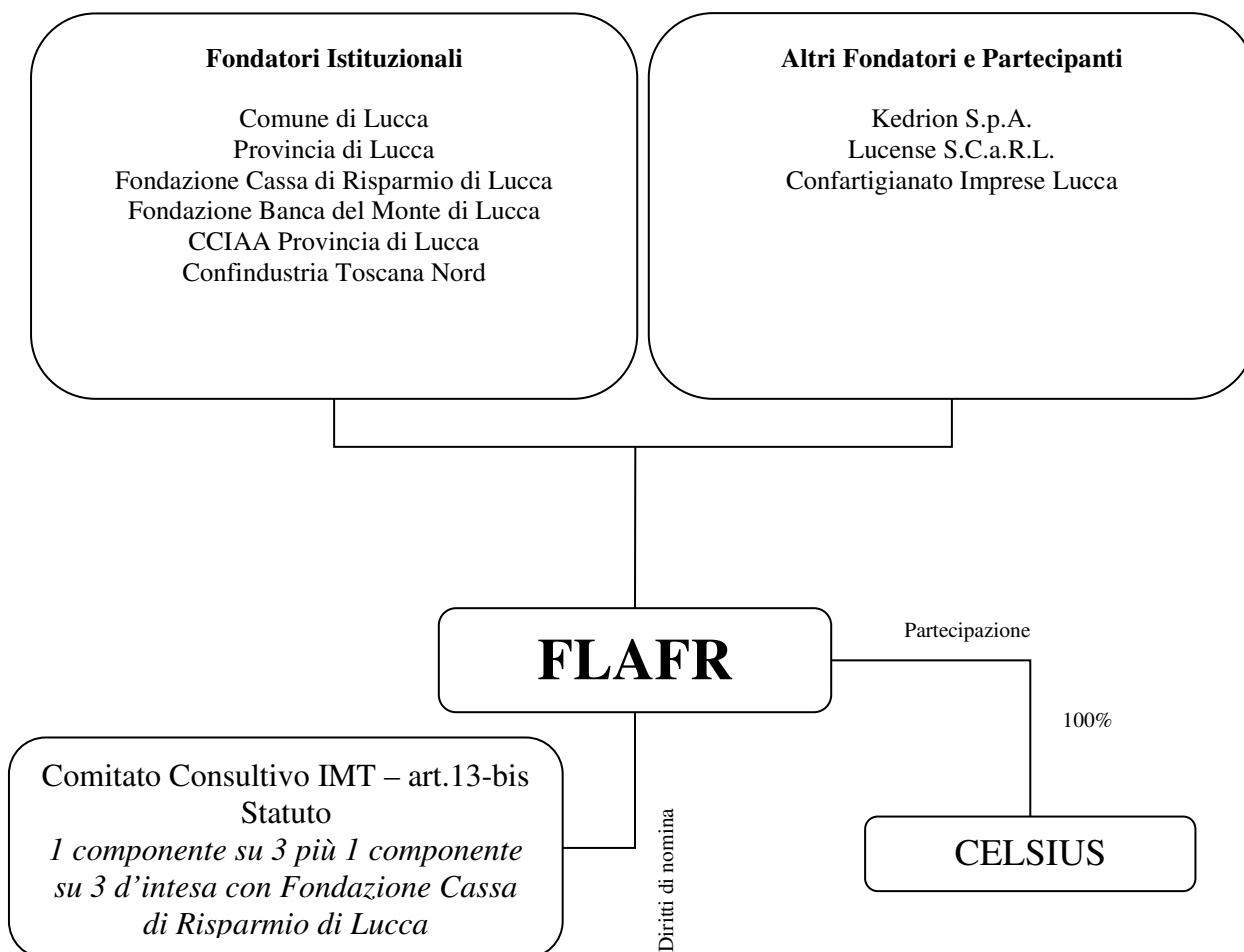 Fondatori Istituzionali
Comune di Lucca
Provincia di Lucca
Fondazione Cassa di Risparmio di Lucca
Fondazione Banca del Monte di Lucca
CCIAA Provincia di Lucca
Confindustria Toscana Nord
Altri Fondatori e Partecipanti
Kedrion S.p.A.
Lucense S.C.a.R.L.
Confartigianato Imprese Lucca
FLAFR
Partecipazione
100%
CELSIUS
Comitato Consultivo IMT – art.13-bis
Statuto
1 componente su 3 più 1 componente
su 3 d’intesa con Fondazione Cassa
di Risparmio di Lucca
Diritti di nomina